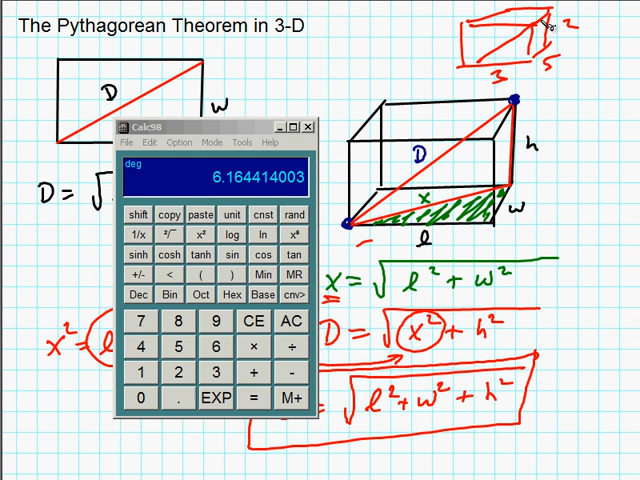 The Pythagorean Theorem in 3-D
2
3 5
D
w
D = √
Calc98
File Edit Option Mode Tools Help
deg
6.164414003
shift copy paste unit cnst rand
1/x ²√‾ x² log ln xª
sinh cosh tanh sin cos tan
+/- < ( ) Min MR
Dec Bin Oct Hex Base cnv>
7 8 9 CE AC
4 5 6 × ÷
1 2 3 + -
0 . EXP = M+
D
h
x
w
l
x = √ l² + w²
D = √ x² + h²
x² = l
= √ l² + w² + h²